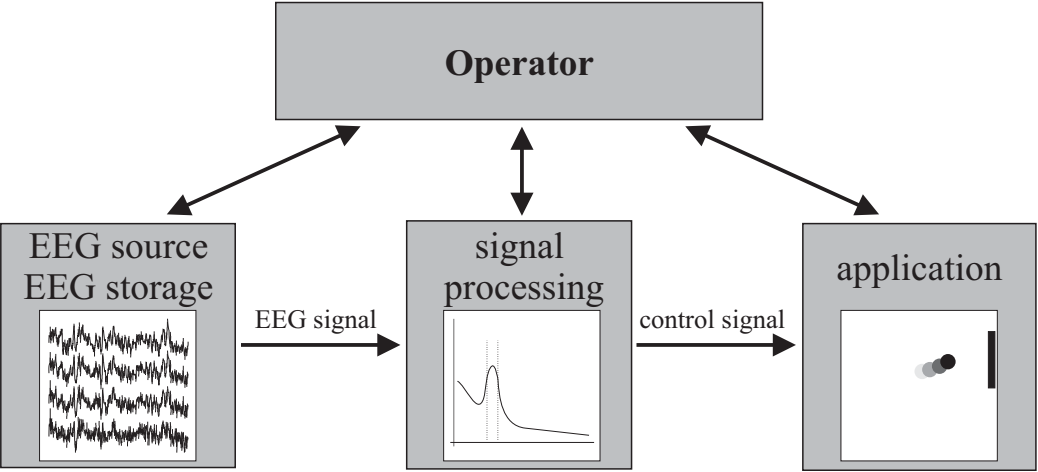 Operator
EEG source
EEG storage
EEG signal
signal
processing
control signal
application